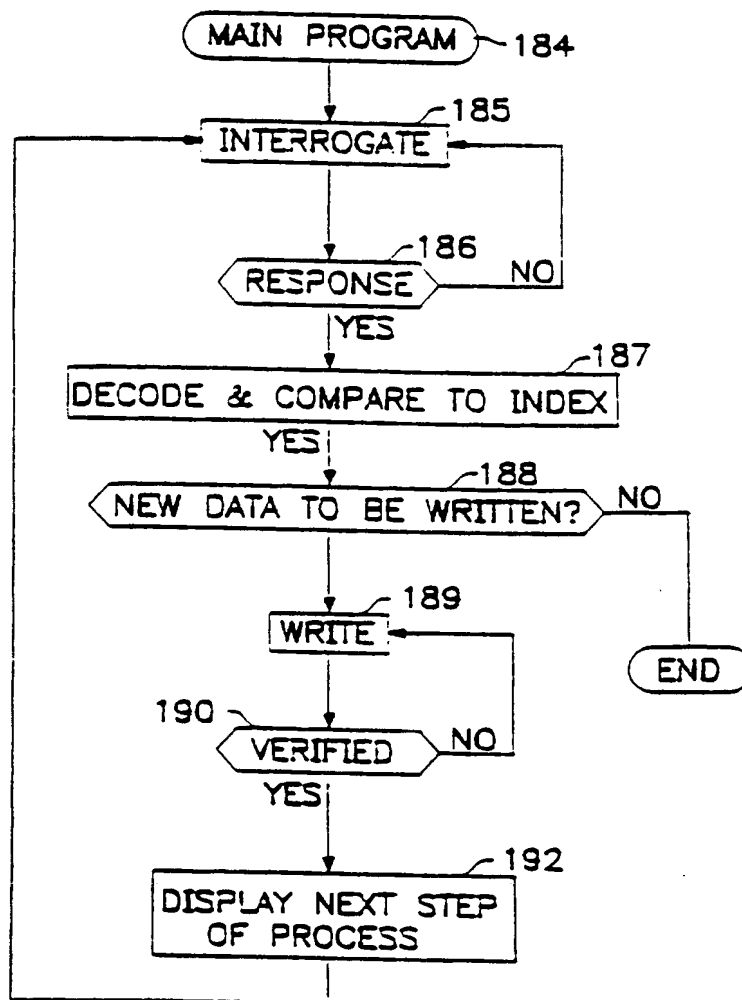 MAIN PROGRAM
184
185
INTERROGATE
186
RESPONSE
NO
YES
187
DECODE & COMPARE TO INDEX
YES
188
NEW DATA TO BE WRITTEN?
NO
189
WRITE
END
190
VERIFIED
NO
YES
192
DISPLAY NEXT STEP
OF PROCESS